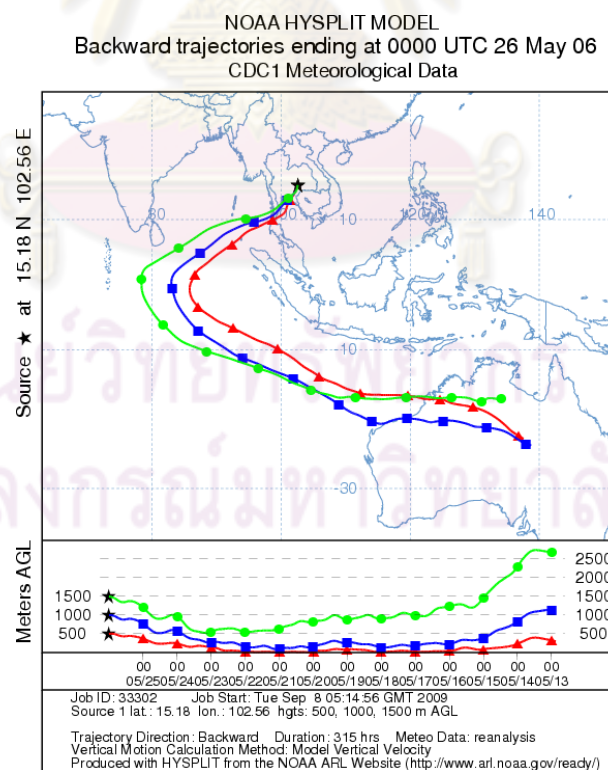 NOAA HYSPLIT MODEL
Backward trajectories ending at 0000 UTC 26 May 06
CDC1 Meteorological Data
Source ★ at 15.18 N 102.56 E
80 100 120 140
10
-10
-30
Meters AGL
1500
1000
500
2500
2000
1500
1000
500
00 00 00 00 00 00 00 00 00 00 00 00 00
05/25 05/24 05/23 05/22 05/21 05/20 05/19 05/18 05/17 05/16 05/15 05/14 05/13
Job ID: 33302 Job Start: Tue Sep 8 05:14:56 GMT 2009
Source 1 lat.: 15.18 lon.: 102.56 hgts: 500, 1000, 1500 m AGL
Trajectory Direction: Backward Duration: 315 hrs Meteo Data: reanalysis
Vertical Motion Calculation Method: Model Vertical Velocity
Produced with HYSPLIT from the NOAA ARL Website (http://www.arl.noaa.gov/ready/)